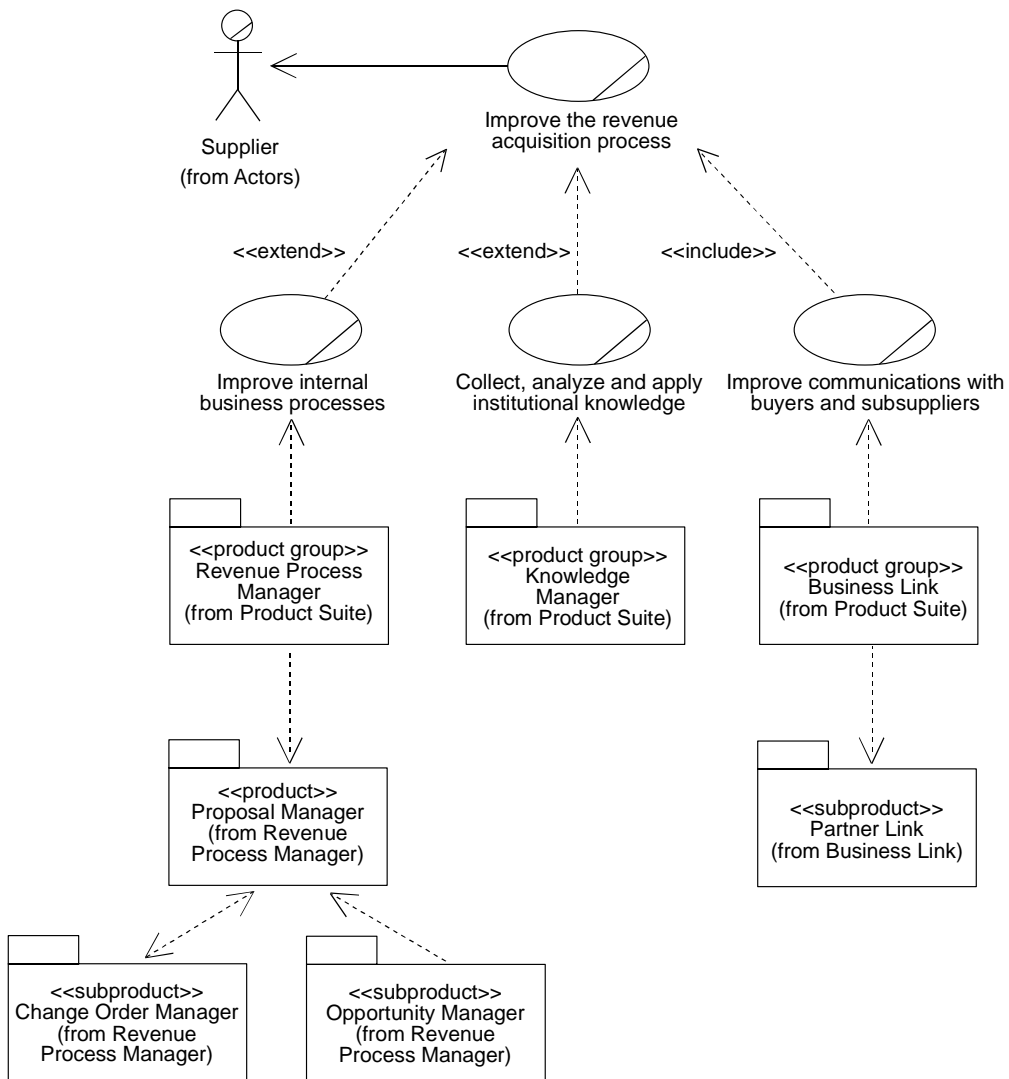 Supplier
(from Actors)
Improve the revenue
acquisition process
<<extend>>
<<extend>>
<<include>>
Improve internal
business processes
Collect, analyze and apply
institutional knowledge
Improve communications with
buyers and subsuppliers
<<product group>>
Revenue Process
Manager
(from Product Suite)
<<product group>>
Knowledge
Manager
(from Product Suite)
<<product group>>
Business Link
(from Product Suite)
<<product>>
Proposal Manager
(from Revenue
Process Manager)
<<subproduct>>
Partner Link
(from Business Link)
<<subproduct>>
Change Order Manager
(from Revenue
Process Manager)
<<subproduct>>
Opportunity Manager
(from Revenue
Process Manager)